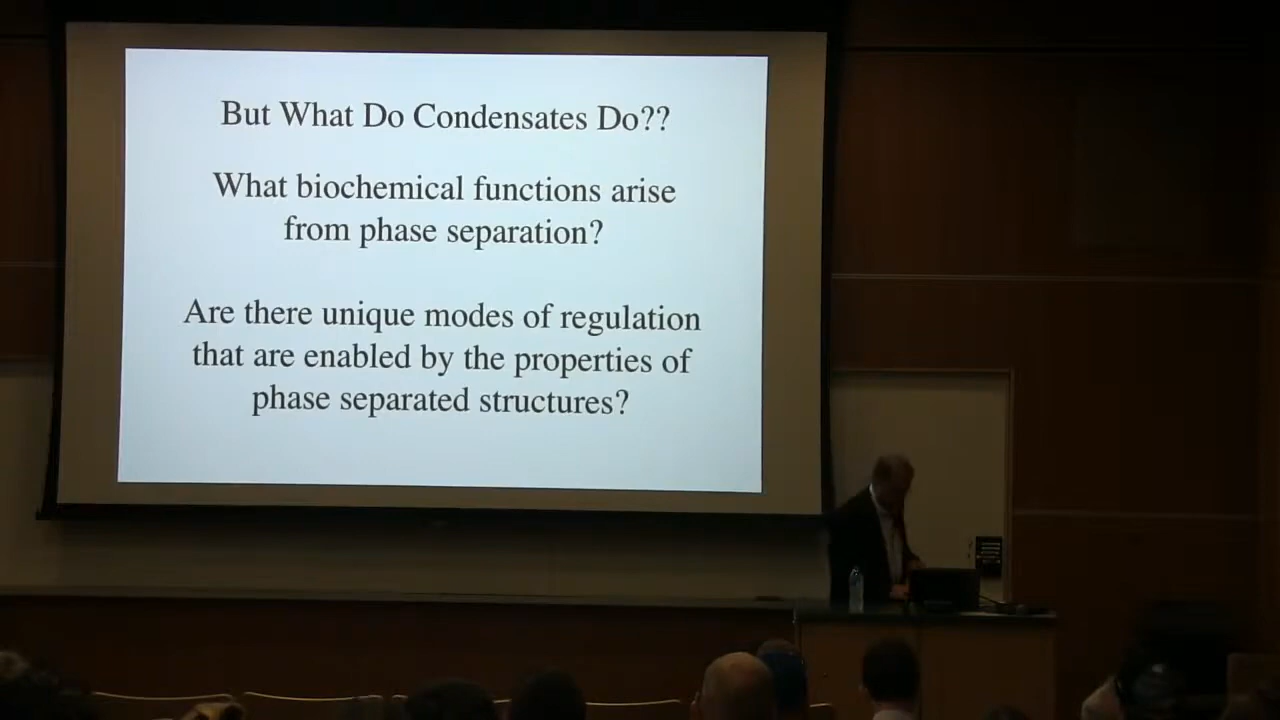 But What Do Condensates Do??
What biochemical functions arise
from phase separation?
Are there unique modes of regulation
that are enabled by the properties of
phase separated structures?